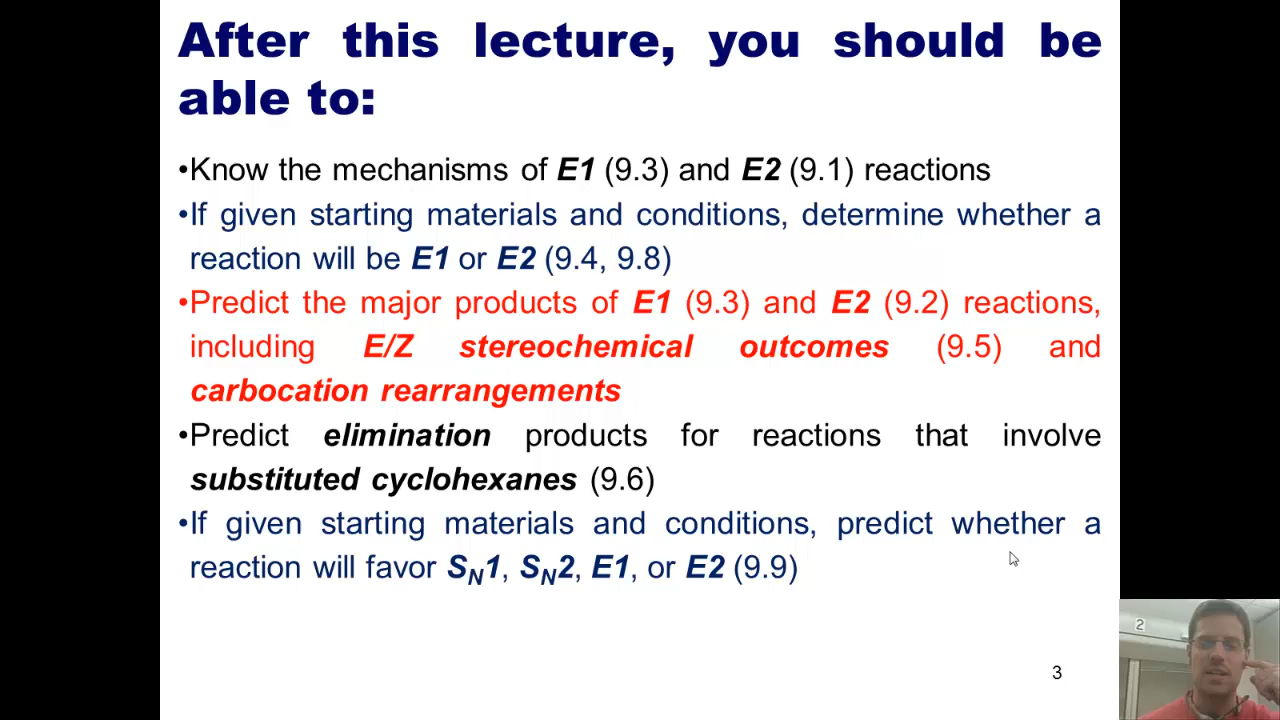 After this lecture, you should be
able to:
•Know the mechanisms of E1 (9.3) and E2 (9.1) reactions
•If given starting materials and conditions, determine whether a
reaction will be E1 or E2 (9.4, 9.8)
•Predict the major products of E1 (9.3) and E2 (9.2) reactions,
including E/Z stereochemical outcomes (9.5) and
carbocation rearrangements
•Predict elimination products for reactions that involve
substituted cyclohexanes (9.6)
•If given starting materials and conditions, predict whether a
reaction will favor SN1, SN2, E1, or E2 (9.9)
2
3